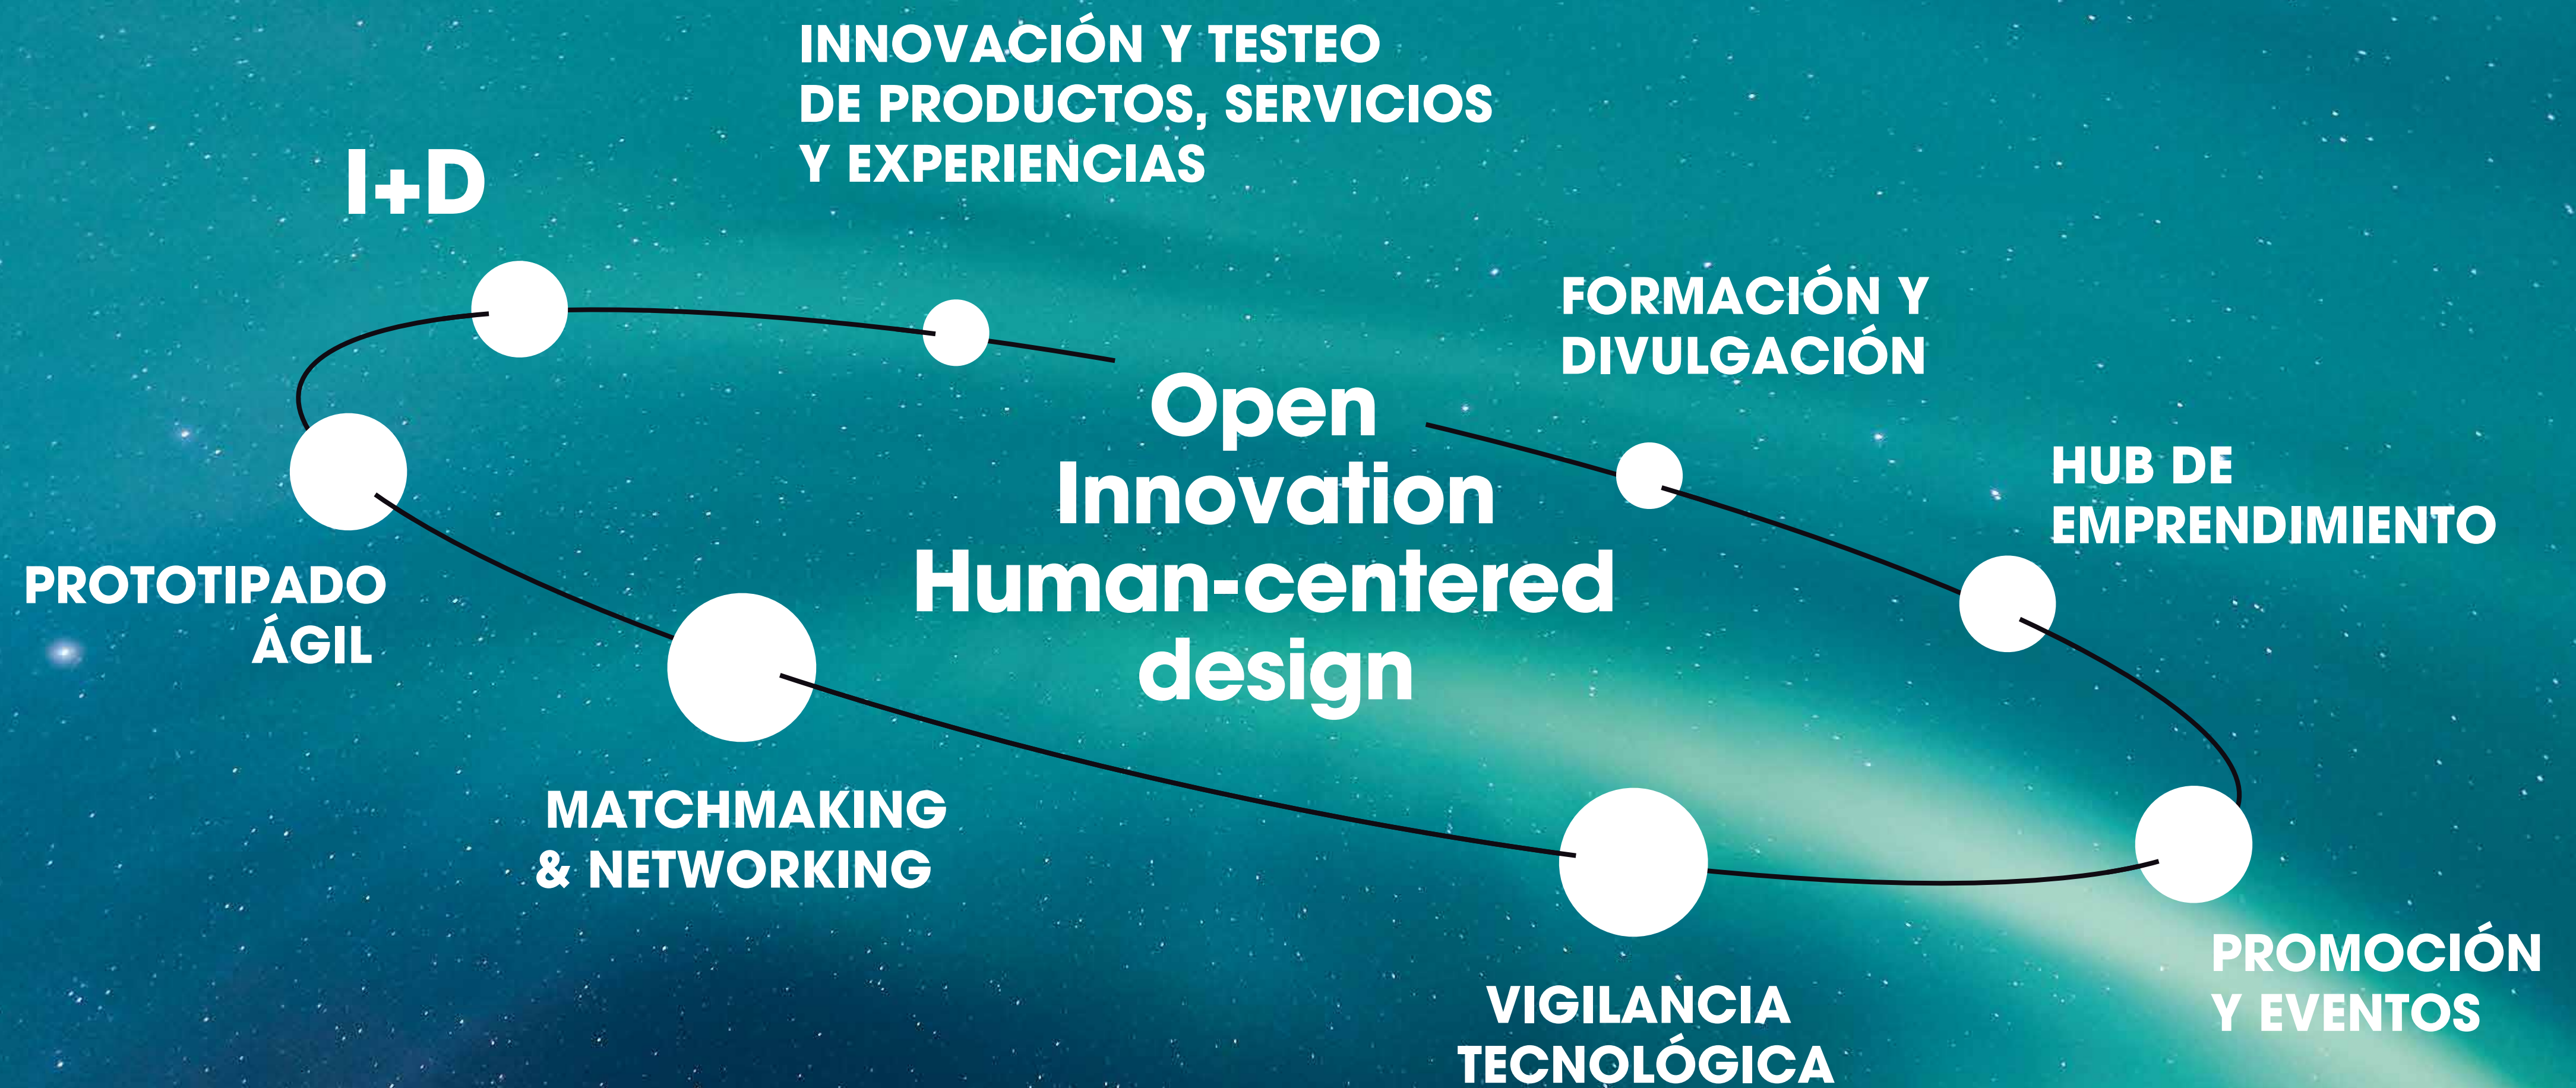 INNOVACIÓN Y TESTEO
DE PRODUCTOS, SERVICIOS
Y EXPERIENCIAS
I+D
FORMACIÓN Y
DIVULGACIÓN
Open
Innovation
Human-centered
design
HUB DE
EMPRENDIMIENTO
PROTOTIPADO
ÁGIL
MATCHMAKING
& NETWORKING
PROMOCIÓN
Y EVENTOS
VIGILANCIA
TECNOLÓGICA